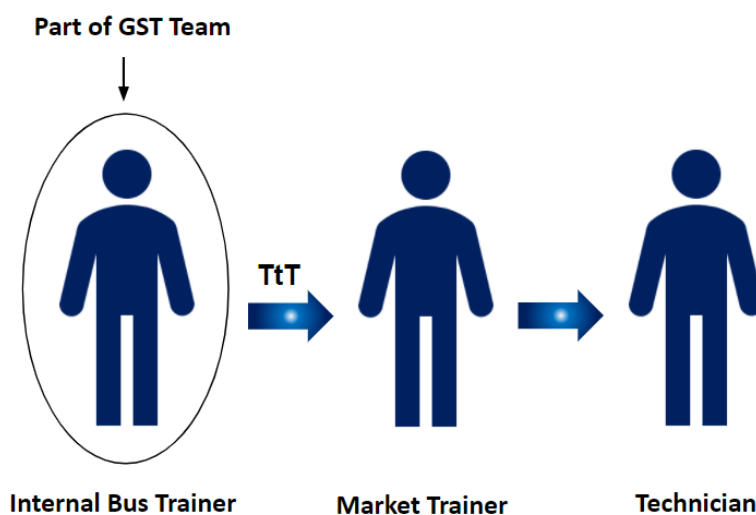 Part of GST Team
TtT
Internal Bus Trainer
Market Trainer
Technician